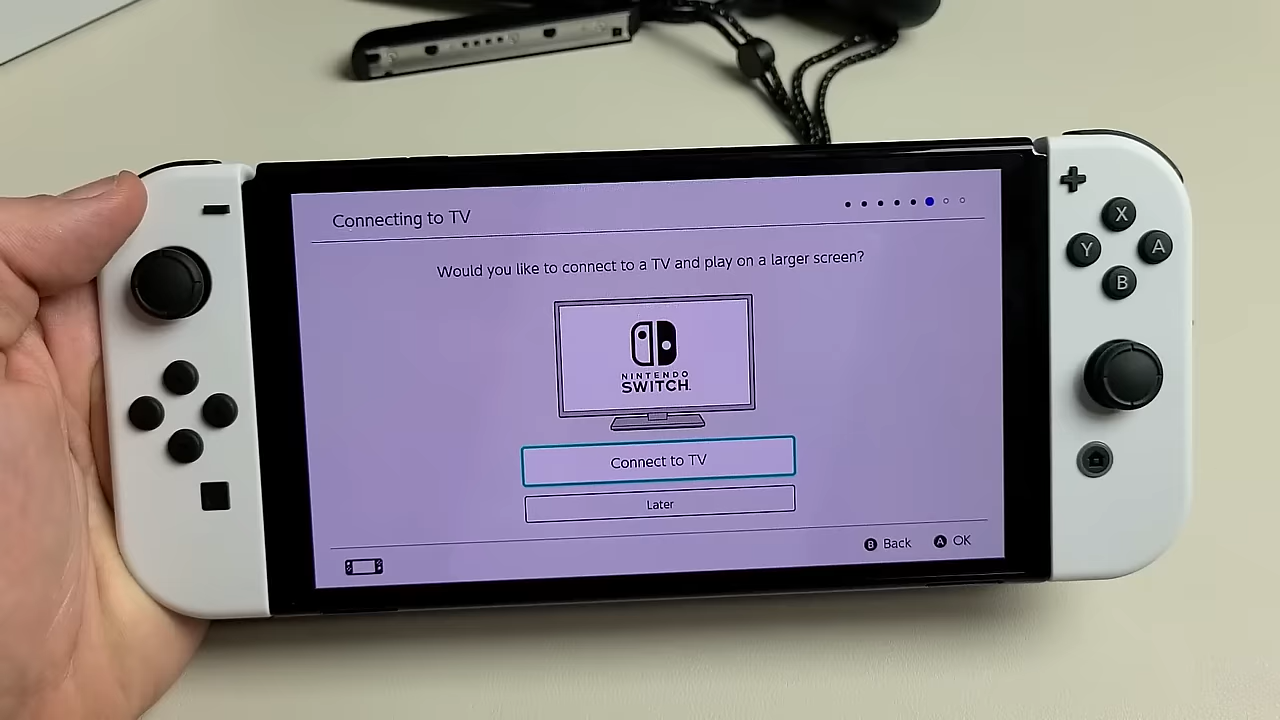 Connecting to TV
Would you like to connect to a TV and play on a larger screen?
NINTENDO
SWITCH
Connect to TV
Later
B Back A OK
X
Y A
B